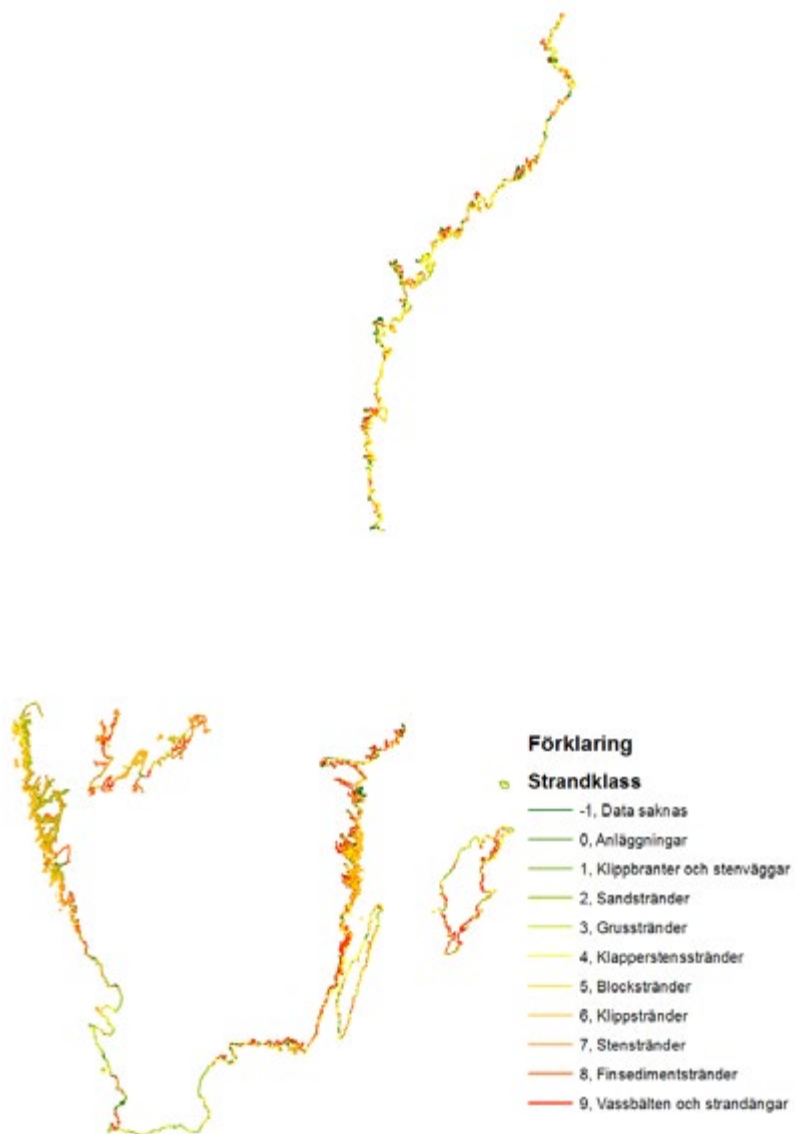 Förklaring
Strandklass
-1, Data saknas
0, Anläggningar
1, Klippbranter och stenväggar
2, Sandstränder
3, Grusstränder
4, Klapperstensstränder
5, Blockstränder
6, Klippstränder
7, Stenstränder
8, Finsedimentstränder
9, Vassbälten och strandängar